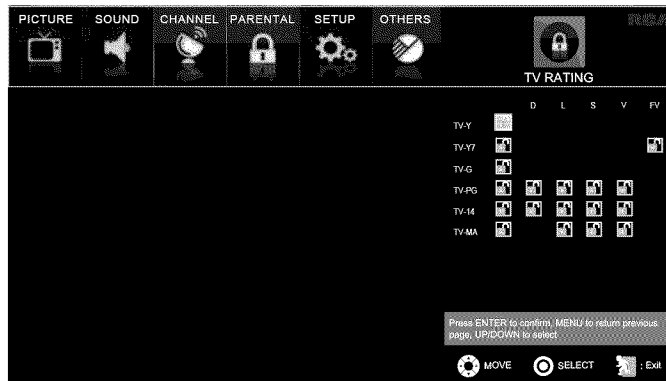 PICTURE SOUND CHANNEL PARENTAL SETUP OTHERS
RCA
TV RATING
D L S V FV
TV-Y
TV-Y7
TV-G
TV-PG
TV-14
TV-MA
Press ENTER to confirm, MENU to return previous
page, UP/DOWN to select
MOVE SELECT : Exit